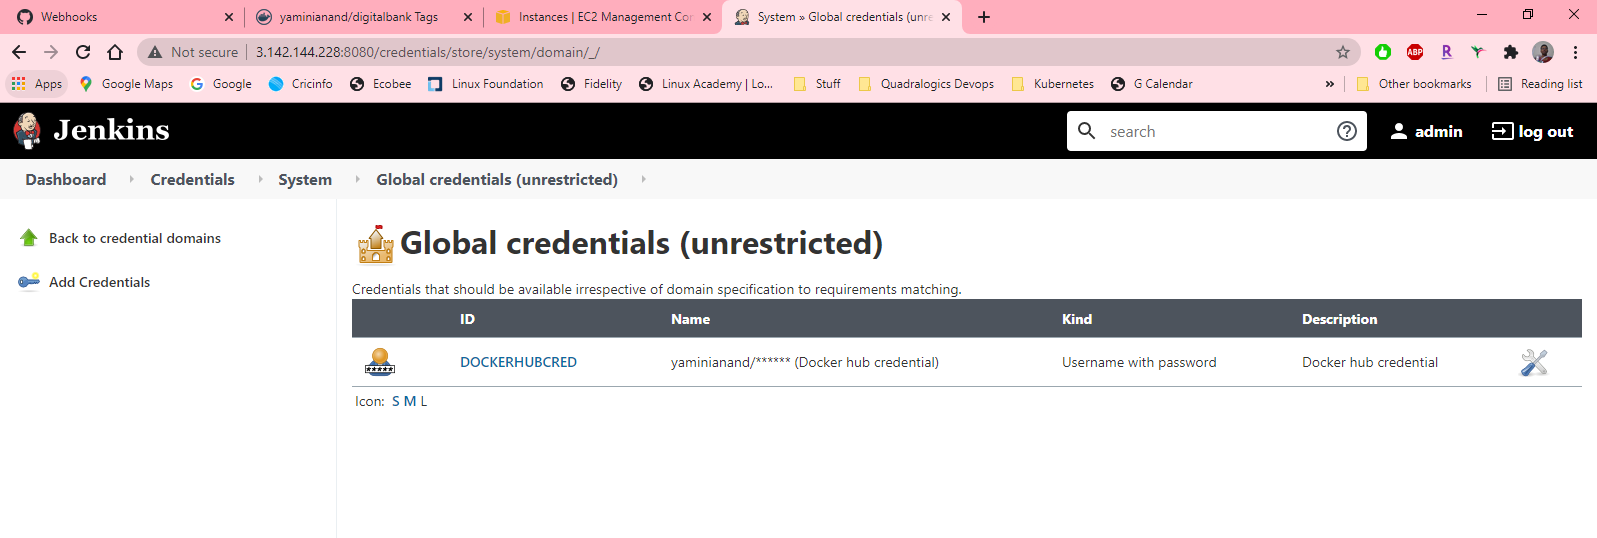 Webhooks
yaminianand/digitalbank Tags
Instances | EC2 Management Con
System » Global credentials (unre
Not secure | 3.142.144.228:8080/credentials/store/system/domain/_/
ABP
R
Apps Google Maps Google Cricinfo Ecobee Linux Foundation Fidelity Linux Academy | Lo... Stuff Quadralogics Devops Kubernetes G Calendar » Other bookmarks Reading list
Jenkins
search
admin
log out
Dashboard Credentials System Global credentials (unrestricted)
Back to credential domains
Add Credentials
Global credentials (unrestricted)
Credentials that should be available irrespective of domain specification to requirements matching.
ID Name Kind Description
DOCKERHUBCRED yaminianand/****** (Docker hub credential) Username with password Docker hub credential
Icon: S M L